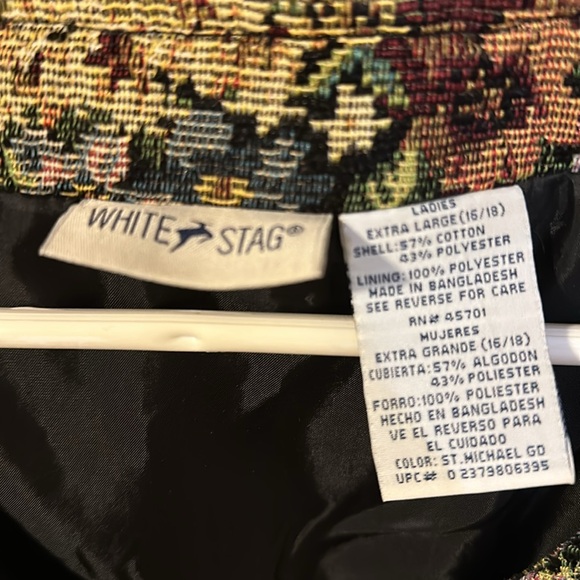 WHITE STAG®
LADIES
EXTRA LARGE (16/18)
SHELL: 57% COTTON
43% POLYESTER
LINING: 100% POLYESTER
MADE IN BANGLADESH
SEE REVERSE FOR CARE
RN# 45701
MUJERES
EXTRA GRANDE (16/18)
CUBIERTA: 57% ALGODON
43% POLIESTER
FORRO: 100% POLIESTER
HECHO EN BANGLADESH
VE EL REVERSO PARA
EL CUIDADO
COLOR: ST.MICHAEL GD
UPC# 0 2379806395